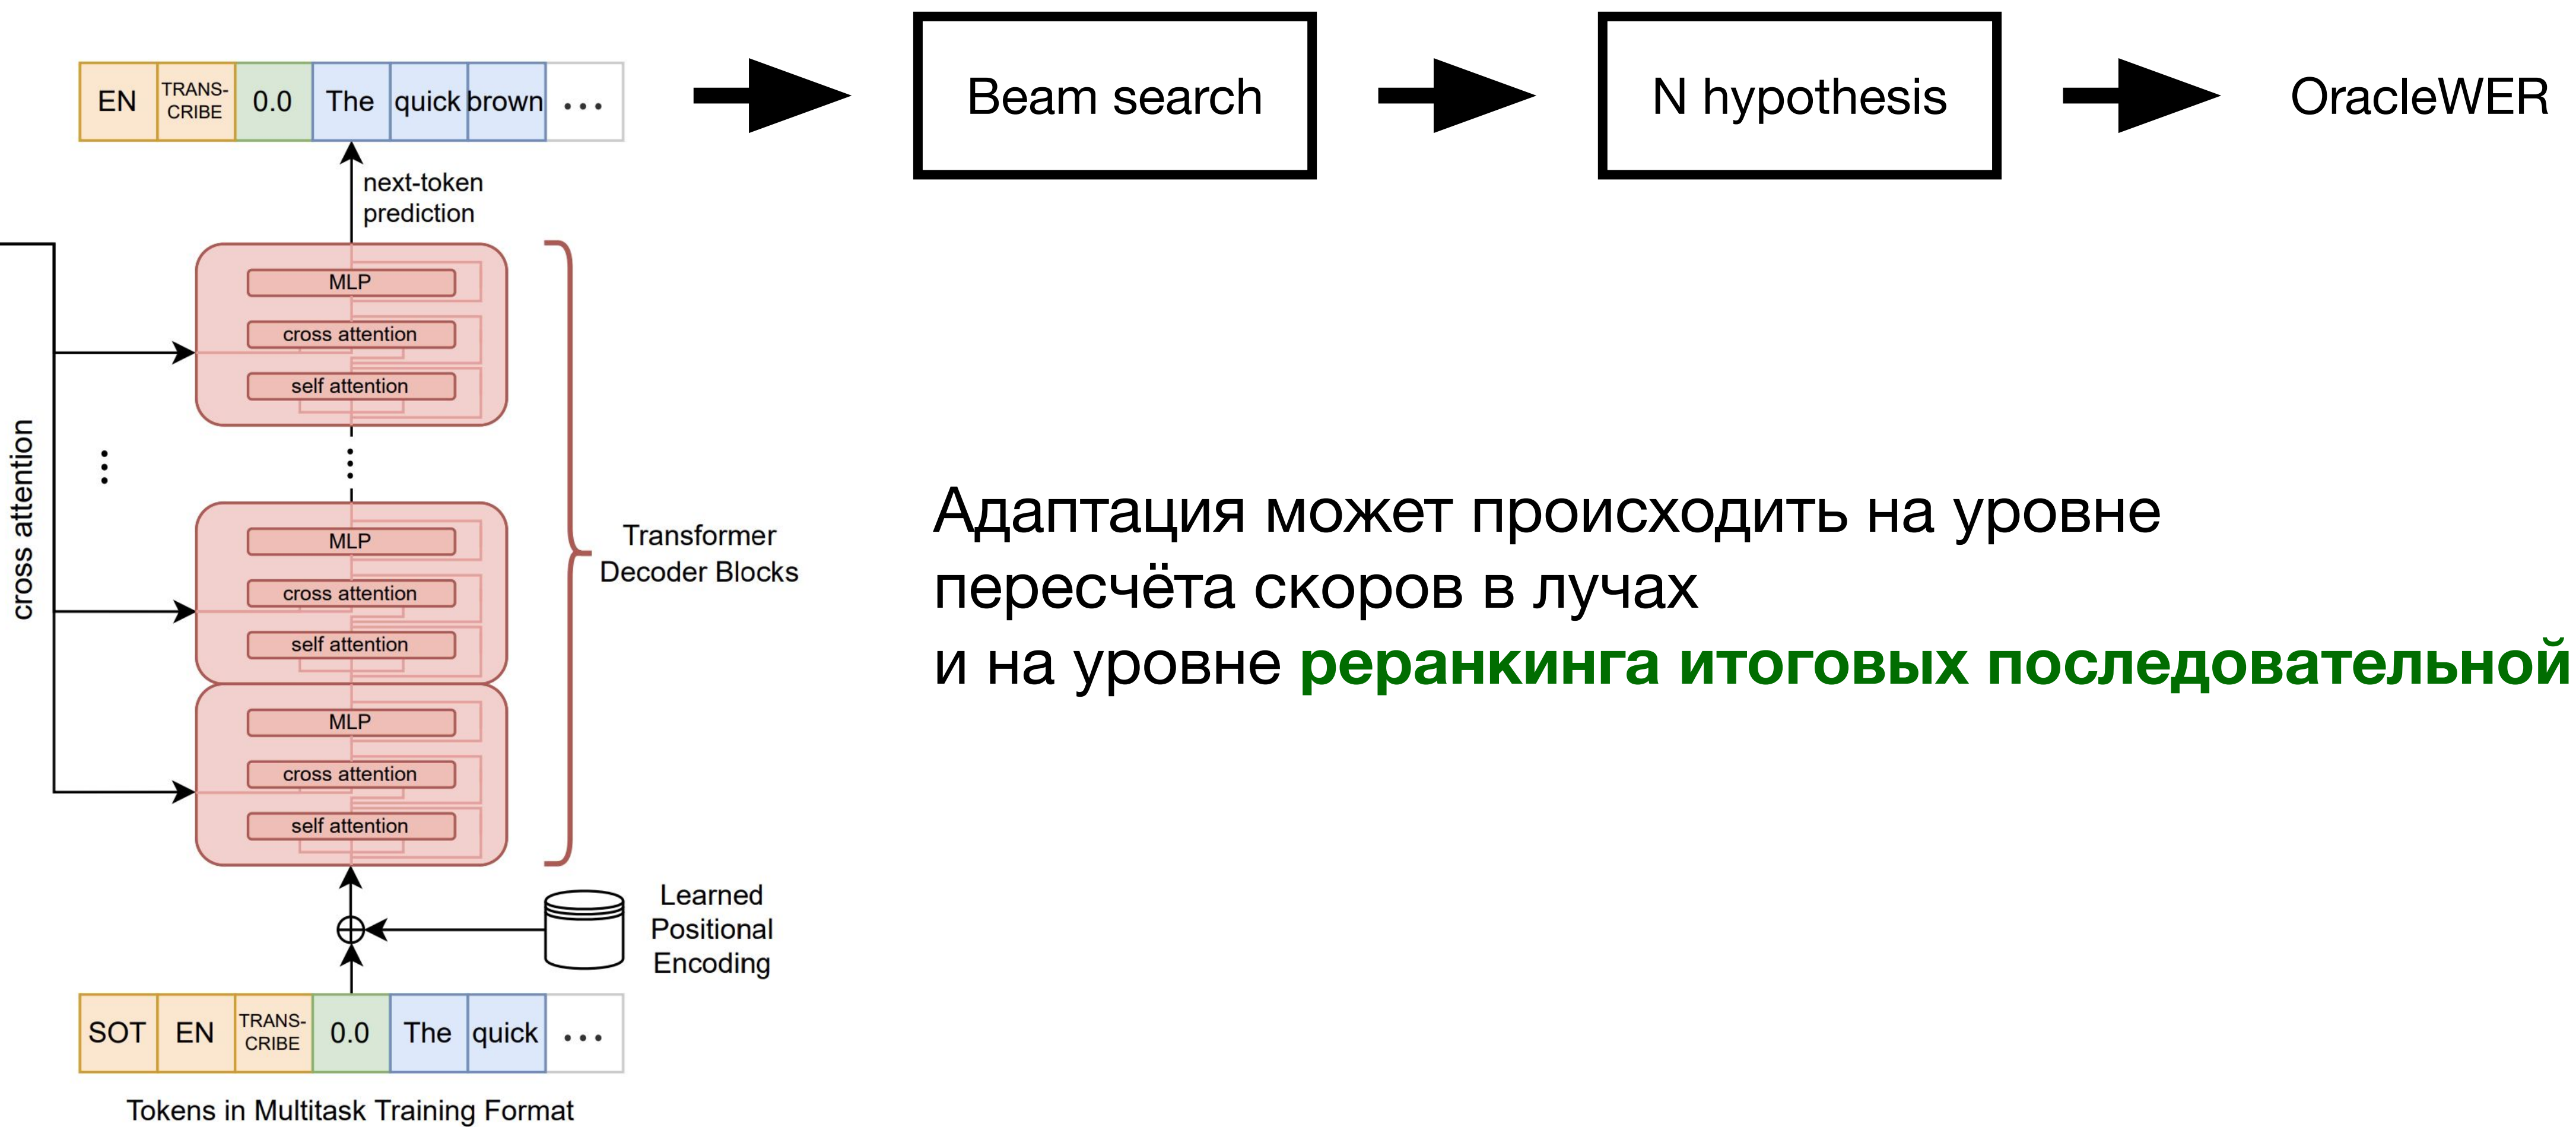 EN TRANS-CRIBE 0.0 The quick brown ...
Beam search
N hypothesis
OracleWER
next-token
prediction
MLP
cross attention
self attention
cross attention
MLP
cross attention
self attention
Transformer
Decoder Blocks
MLP
cross attention
self attention
Адаптация может происходить на уровне
пересчёта скоров в лучах
и на уровне реранкинга итоговых последовательной
Learned
Positional
Encoding
SOT EN TRANS-CRIBE 0.0 The quick ...
Tokens in Multitask Training Format